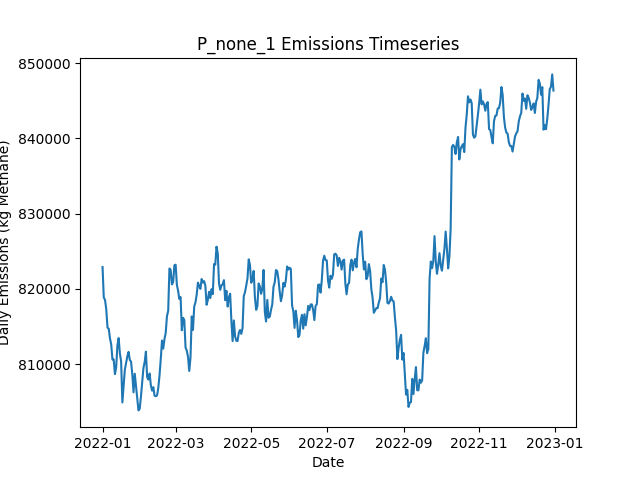 P_none_1 Emissions Timeseries
Daily Emissions (kg Methane)
850000
840000
830000
820000
810000
2022-01 2022-03 2022-05 2022-07 2022-09 2022-11 2023-01
Date